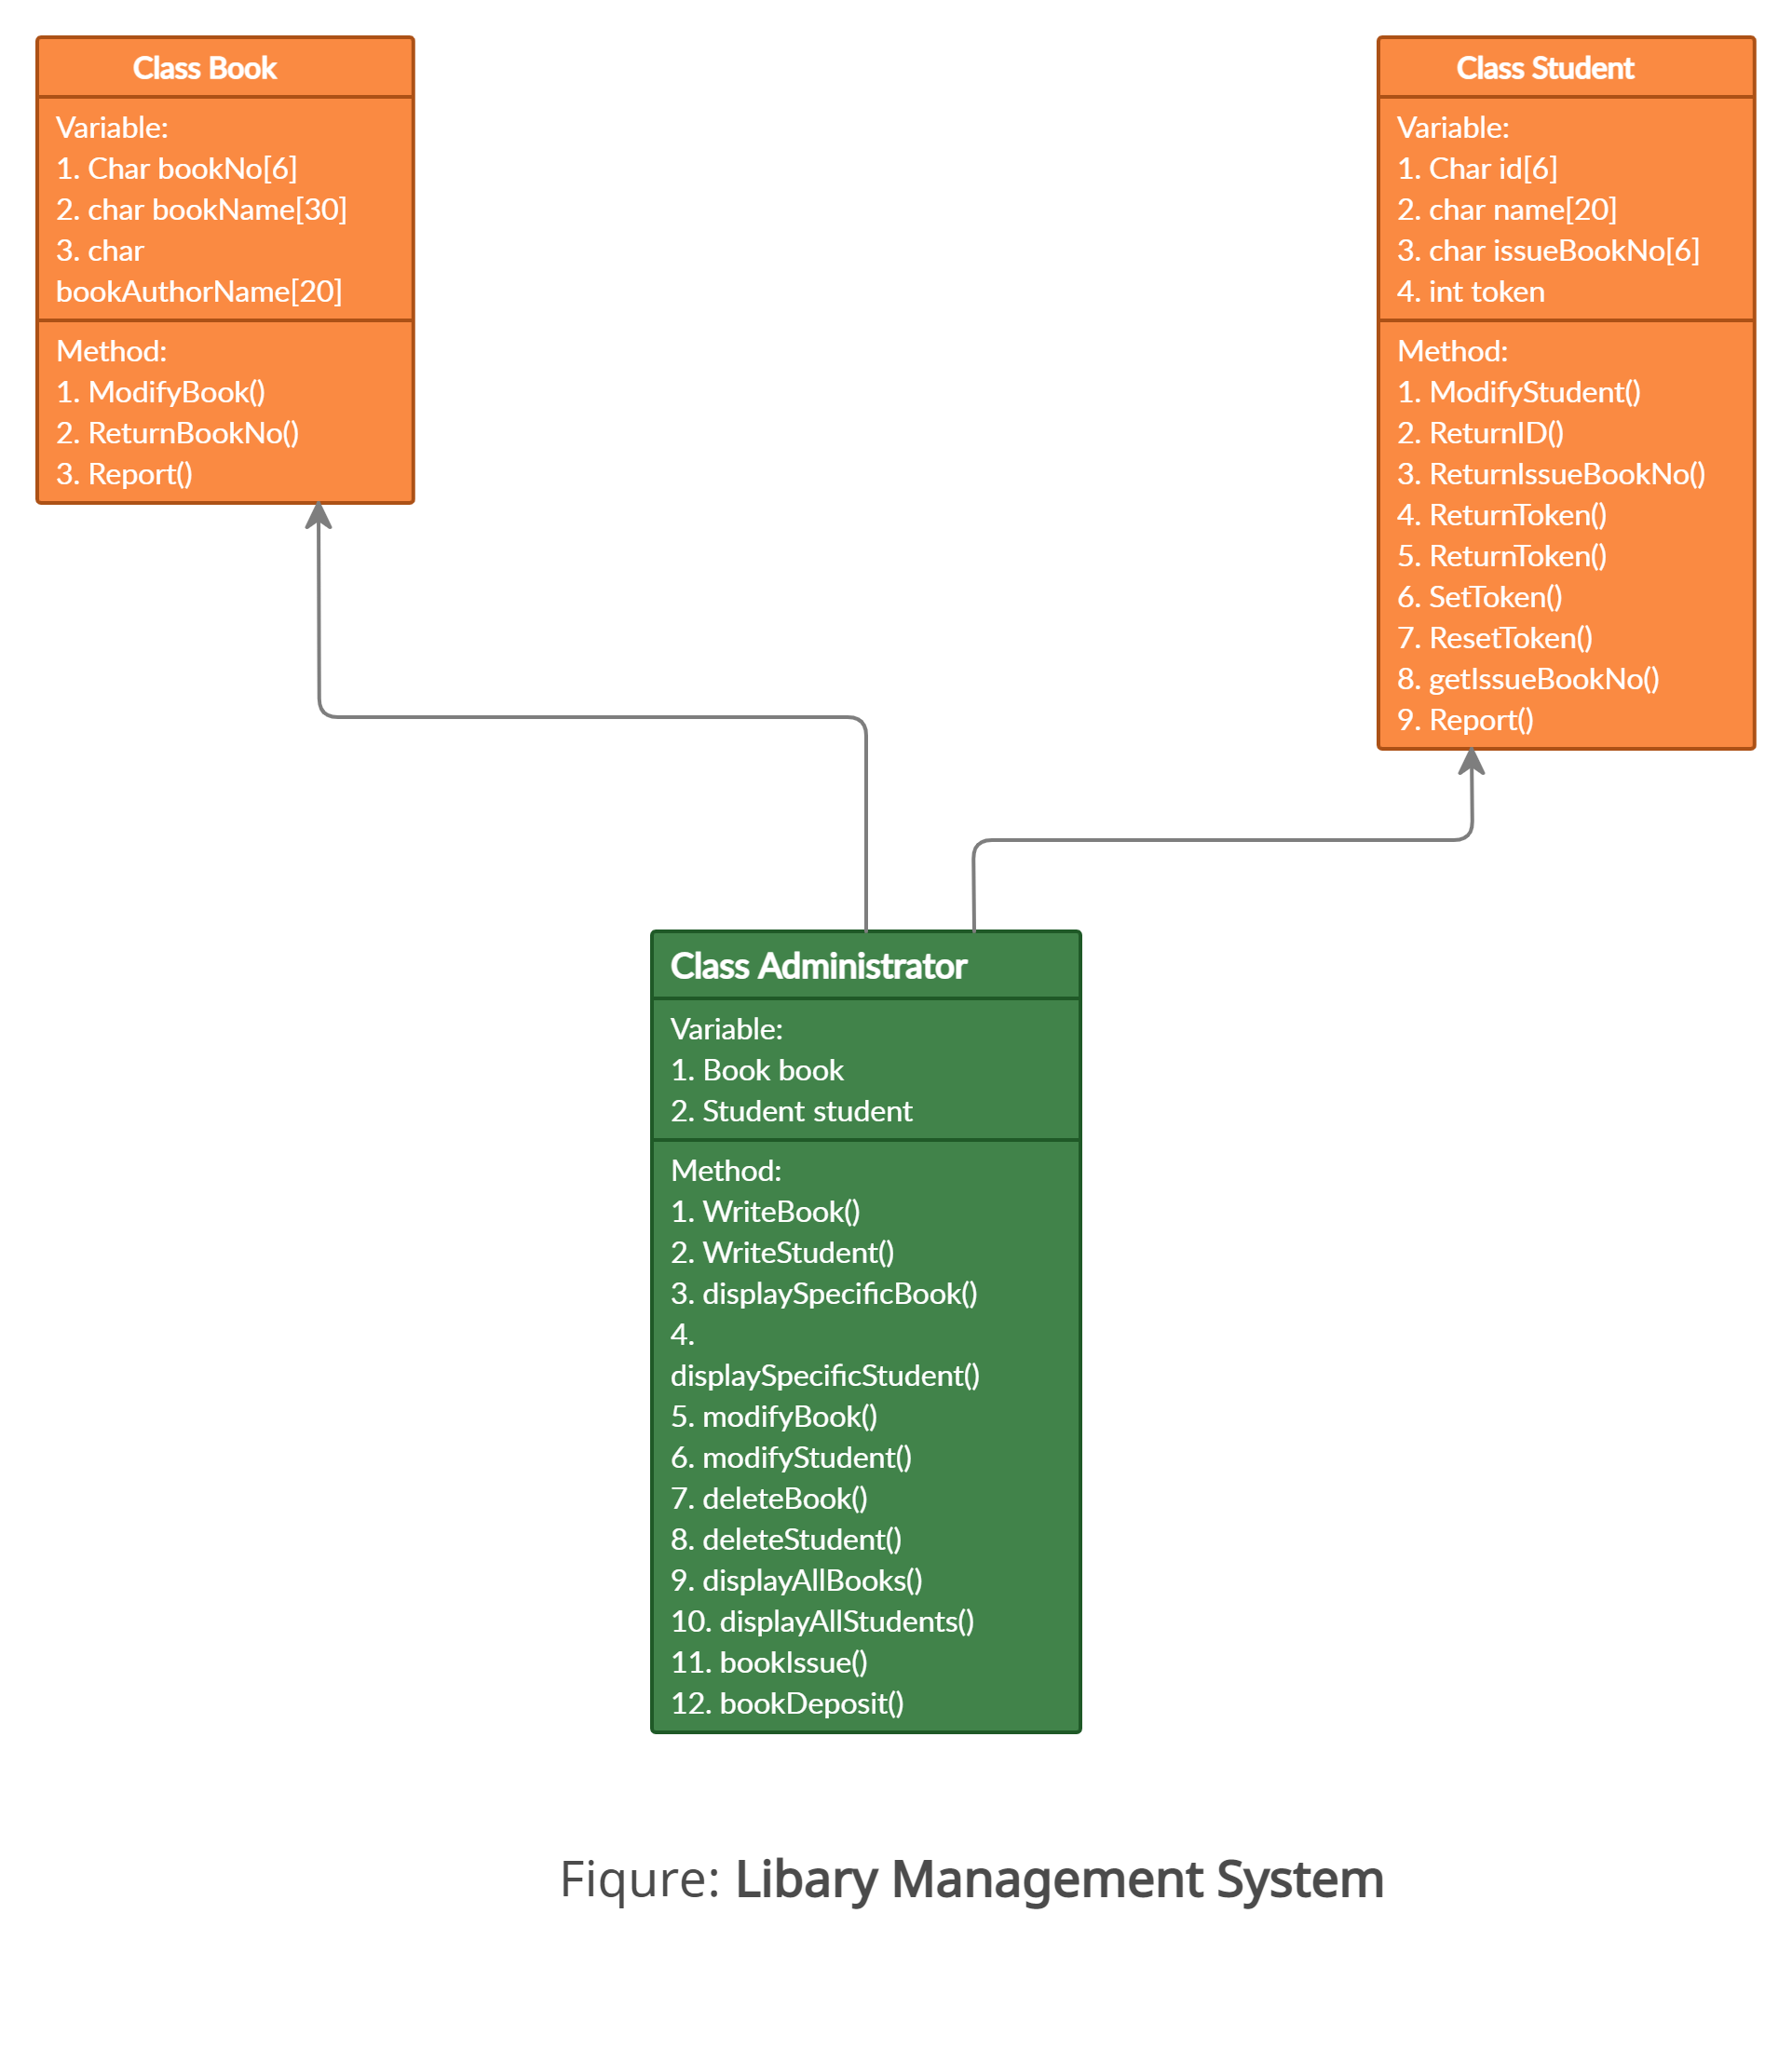 Class Book
Variable:
1. Char bookNo[6]
2. char bookName[30]
3. char
bookAuthorName[20]
Method:
1. ModifyBook()
2. ReturnBookNo()
3. Report()
Class Student
Variable:
1. Char id[6]
2. char name[20]
3. char issueBookNo[6]
4. int token
Method:
1. ModifyStudent()
2. ReturnID()
3. ReturnIssueBookNo()
4. ReturnToken()
5. ReturnToken()
6. SetToken()
7. ResetToken()
8. getIssueBookNo()
9. Report()
Class Administrator
Variable:
1. Book book
2. Student student
Method:
1. WriteBook()
2. WriteStudent()
3. displaySpecificBook()
4.
displaySpecificStudent()
5. modifyBook()
6. modifyStudent()
7. deleteBook()
8. deleteStudent()
9. displayAllBooks()
10. displayAllStudents()
11. bookIssue()
12. bookDeposit()
Fiqure: Libary Management System